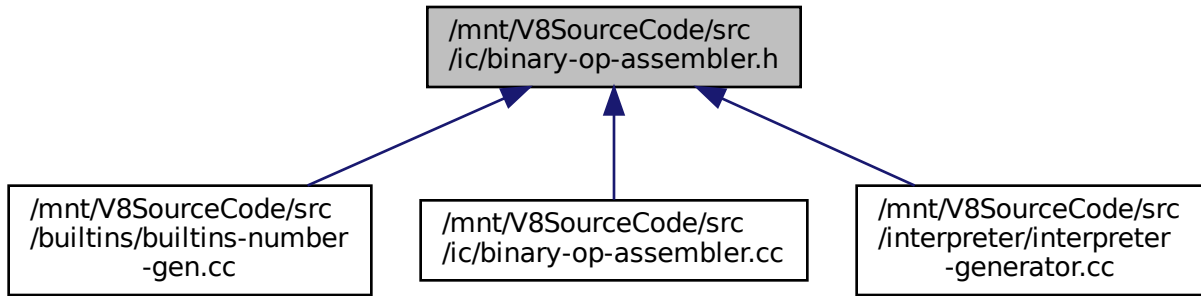 /mnt/V8SourceCode/src
/ic/binary-op-assembler.h
/mnt/V8SourceCode/src
/builtins/builtins-number
-gen.cc
/mnt/V8SourceCode/src
/ic/binary-op-assembler.cc
/mnt/V8SourceCode/src
/interpreter/interpreter
-generator.cc